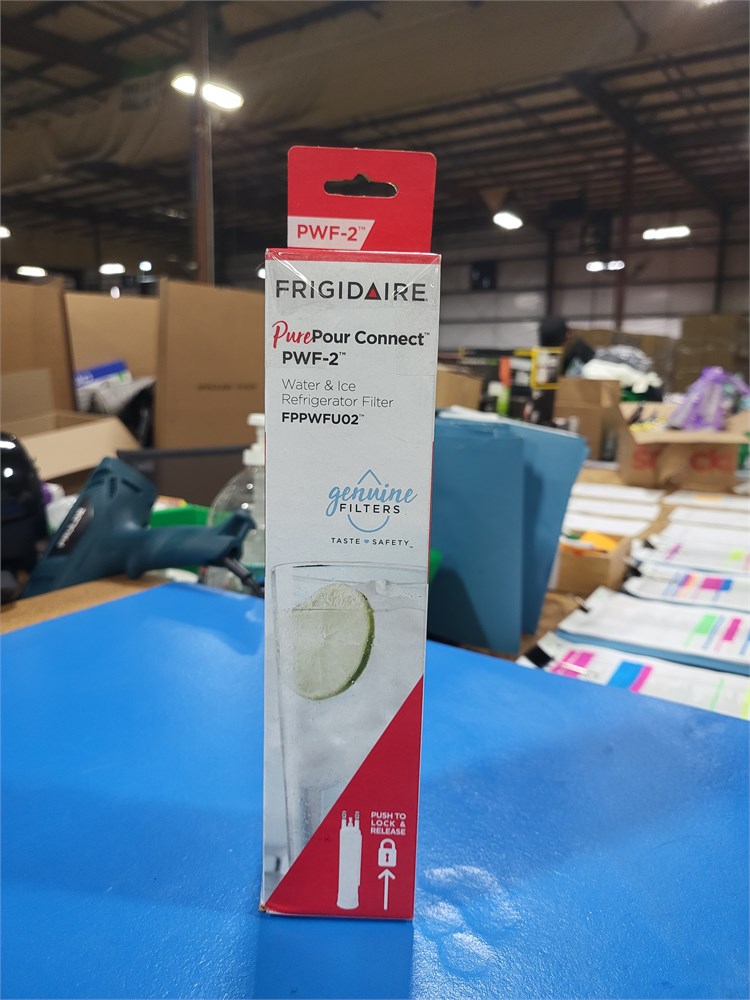 PWF-2™
FRIGIDAIRE
PurePour Connect™
PWF-2™
Water & Ice
Refrigerator Filter
FPPWFU02™
genuine
FILTERS
TASTE ♥ SAFETY™
PUSH TO
LOCK &
RELEASE